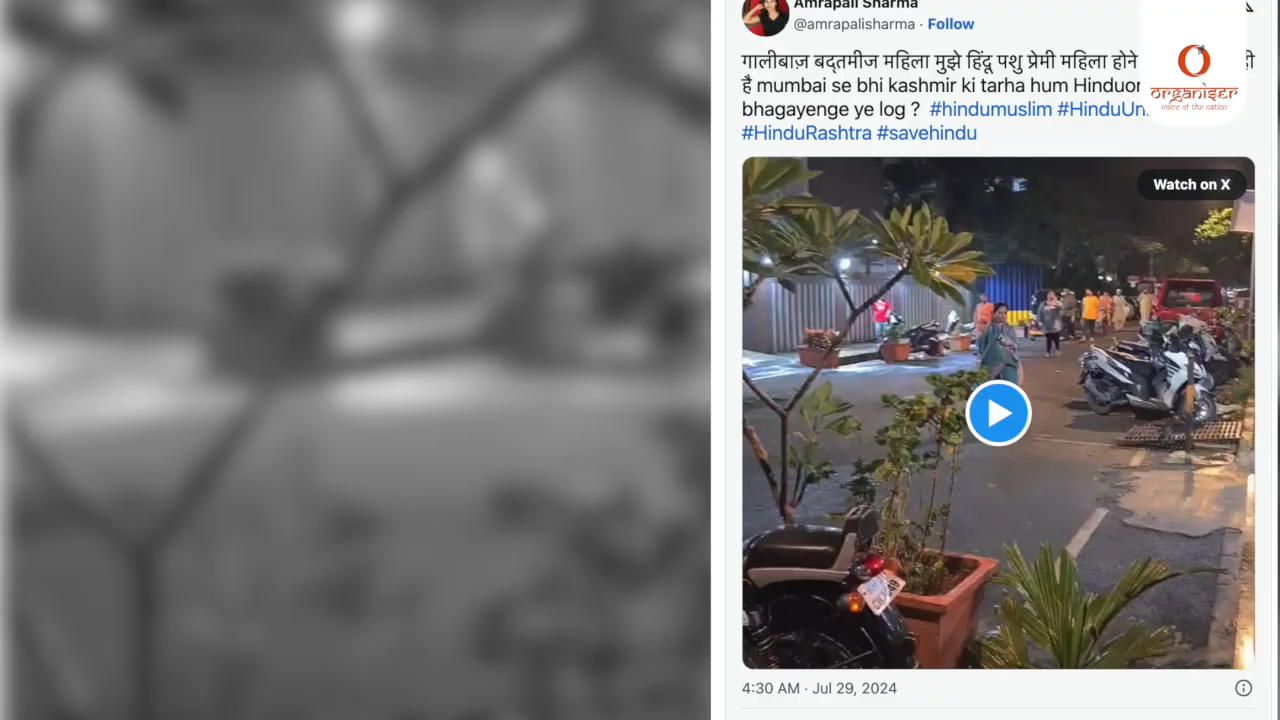 Amrapali Sharma
@amrapalisharma · Follow
गालीबाज़ बद्तमीज महिला मुझे हिंदू पशु प्रेमी महिला होने ही
है mumbai se bhi kashmir ki tarha hum Hinduon
bhagayenge ye log ? #hindumuslim
#HinduRashtra #savehindu
organiser
voice of the nation
Watch on X
4:30 AM · Jul 29, 2024